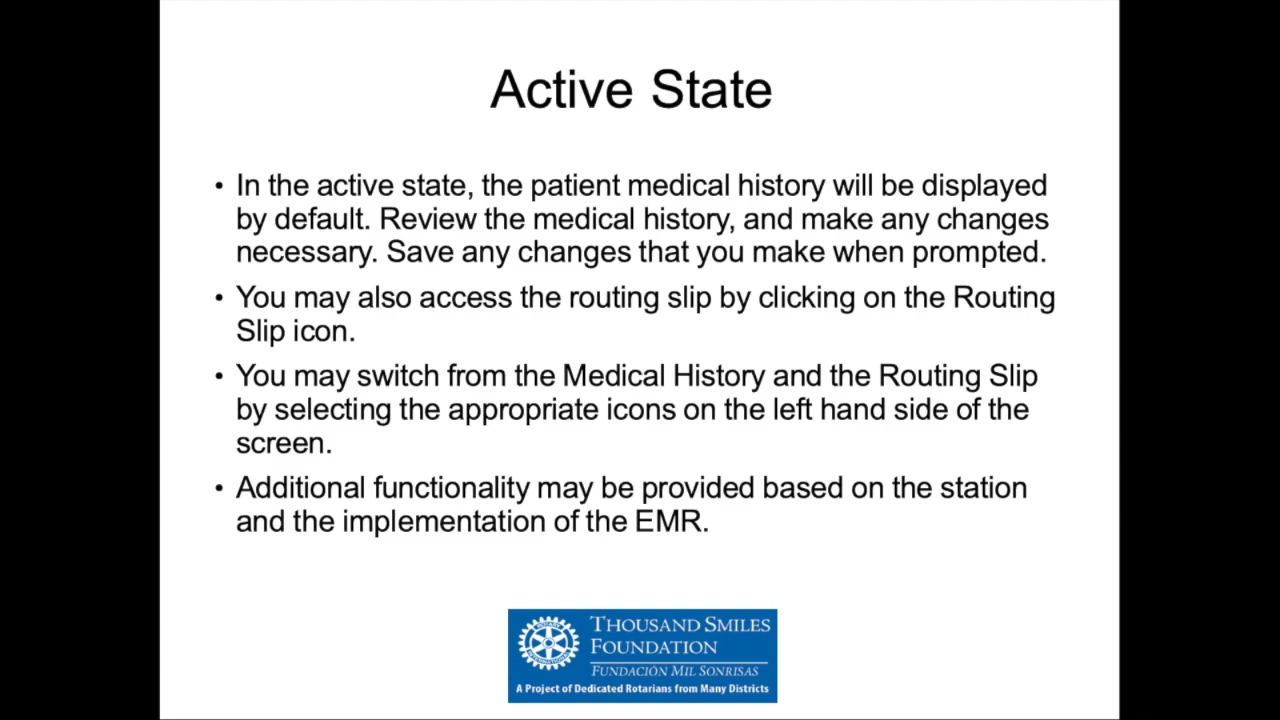 Active State
• In the active state, the patient medical history will be displayed
by default. Review the medical history, and make any changes
necessary. Save any changes that you make when prompted.
• You may also access the routing slip by clicking on the Routing
Slip icon.
• You may switch from the Medical History and the Routing Slip
by selecting the appropriate icons on the left hand side of the
screen.
• Additional functionality may be provided based on the station
and the implementation of the EMR.
ROTARY
INTERNATIONAL
THOUSAND SMILES
FOUNDATION
FUNDACIÓN MIL SONRISAS
A Project of Dedicated Rotarians from Many Districts